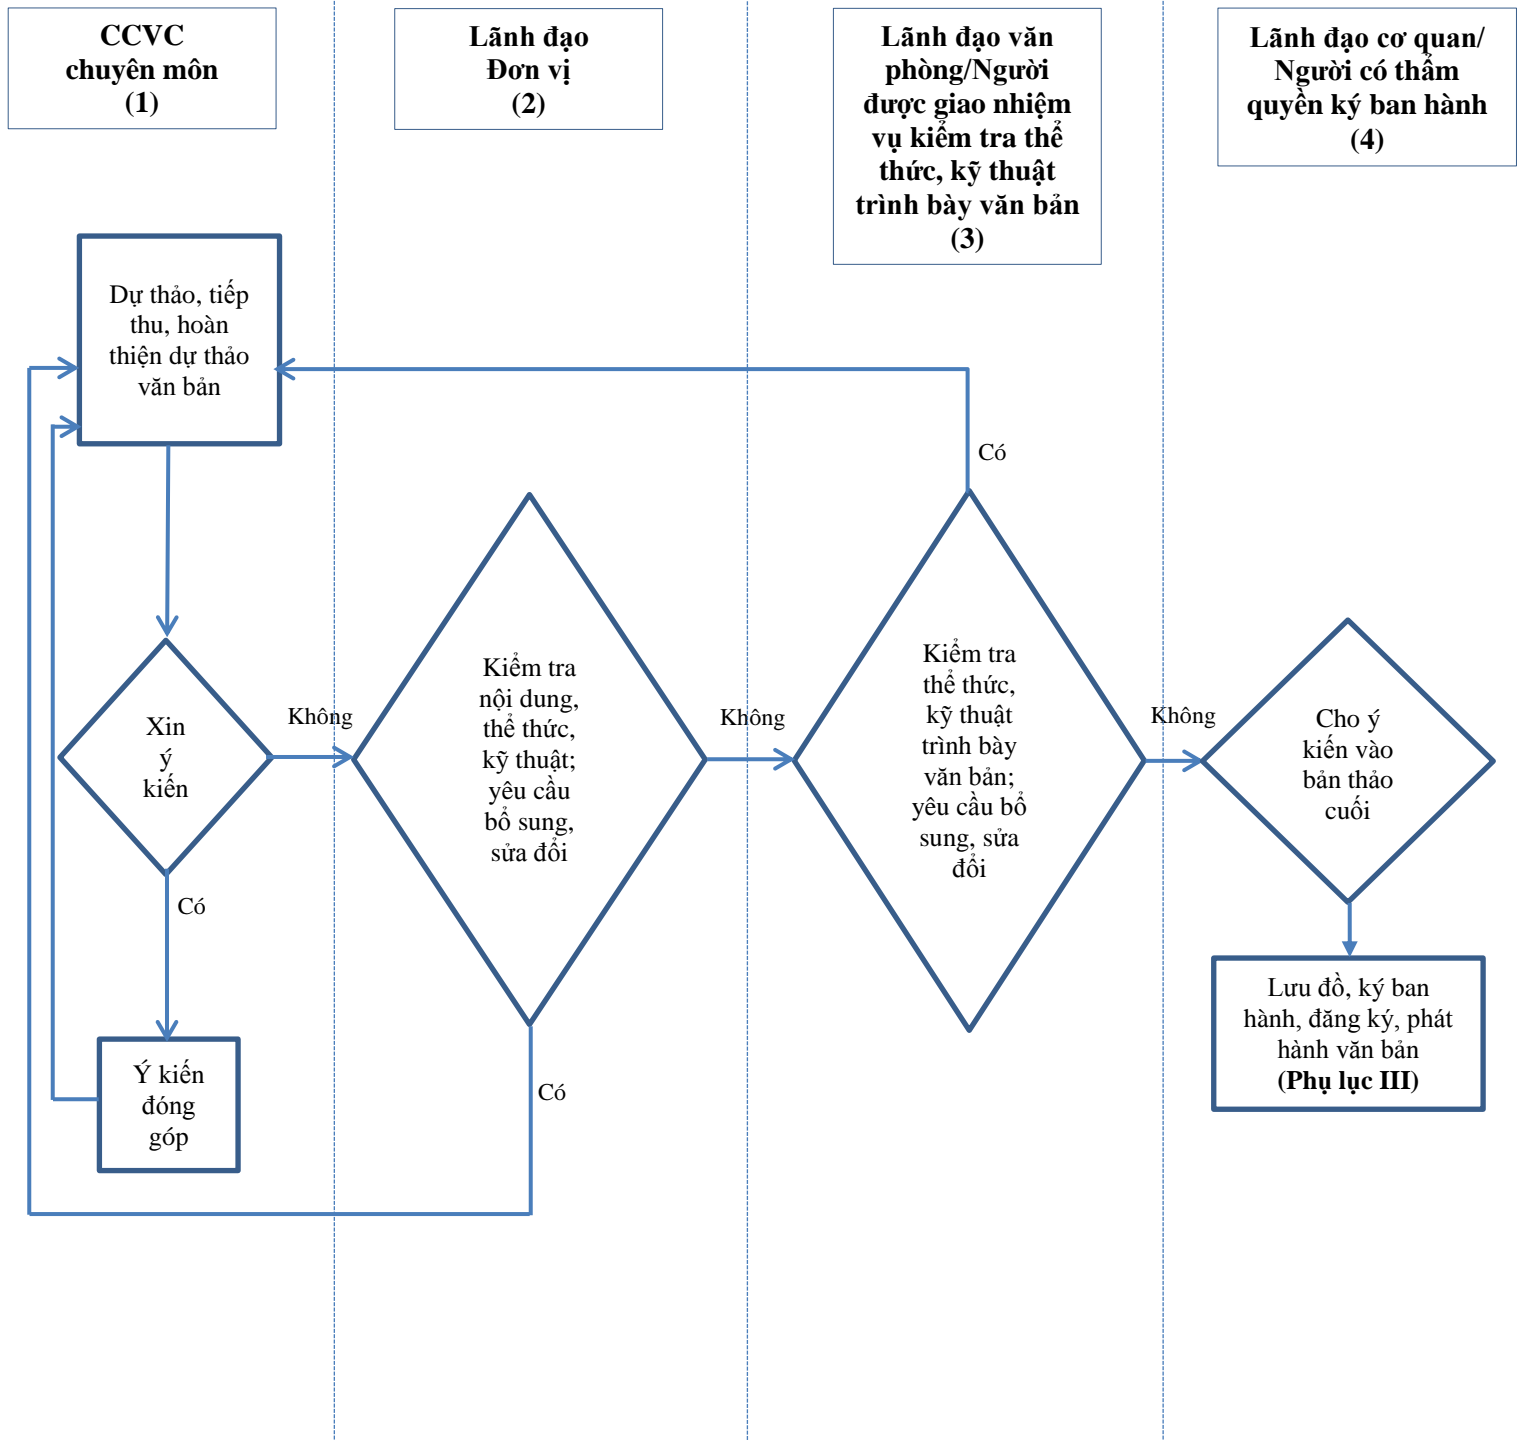 CCVC
chuyên môn
(1)
Lãnh đạo
Đơn vị
(2)
Lãnh đạo văn
phòng/Người
được giao nhiệm
vụ kiểm tra thể
thức, kỹ thuật
trình bày văn bản
(3)
Lãnh đạo cơ quan/
Người có thẩm
quyền ký ban hành
(4)
Dự thảo, tiếp
thu, hoàn
thiện dự thảo
văn bản
Có
Xin
ý
kiến
Không
Kiểm tra
nội dung,
thể thức,
kỹ thuật;
yêu cầu
bổ sung,
sửa đổi
Không
Kiểm tra
thể thức,
kỹ thuật
trình bày
văn bản;
yêu cầu bổ
sung, sửa
đổi
Không
Cho ý
kiến vào
bản thảo
cuối
Có
Ý kiến
đóng
góp
Có
Lưu đồ, ký ban
hành, đăng ký, phát
hành văn bản
(Phụ lục III)